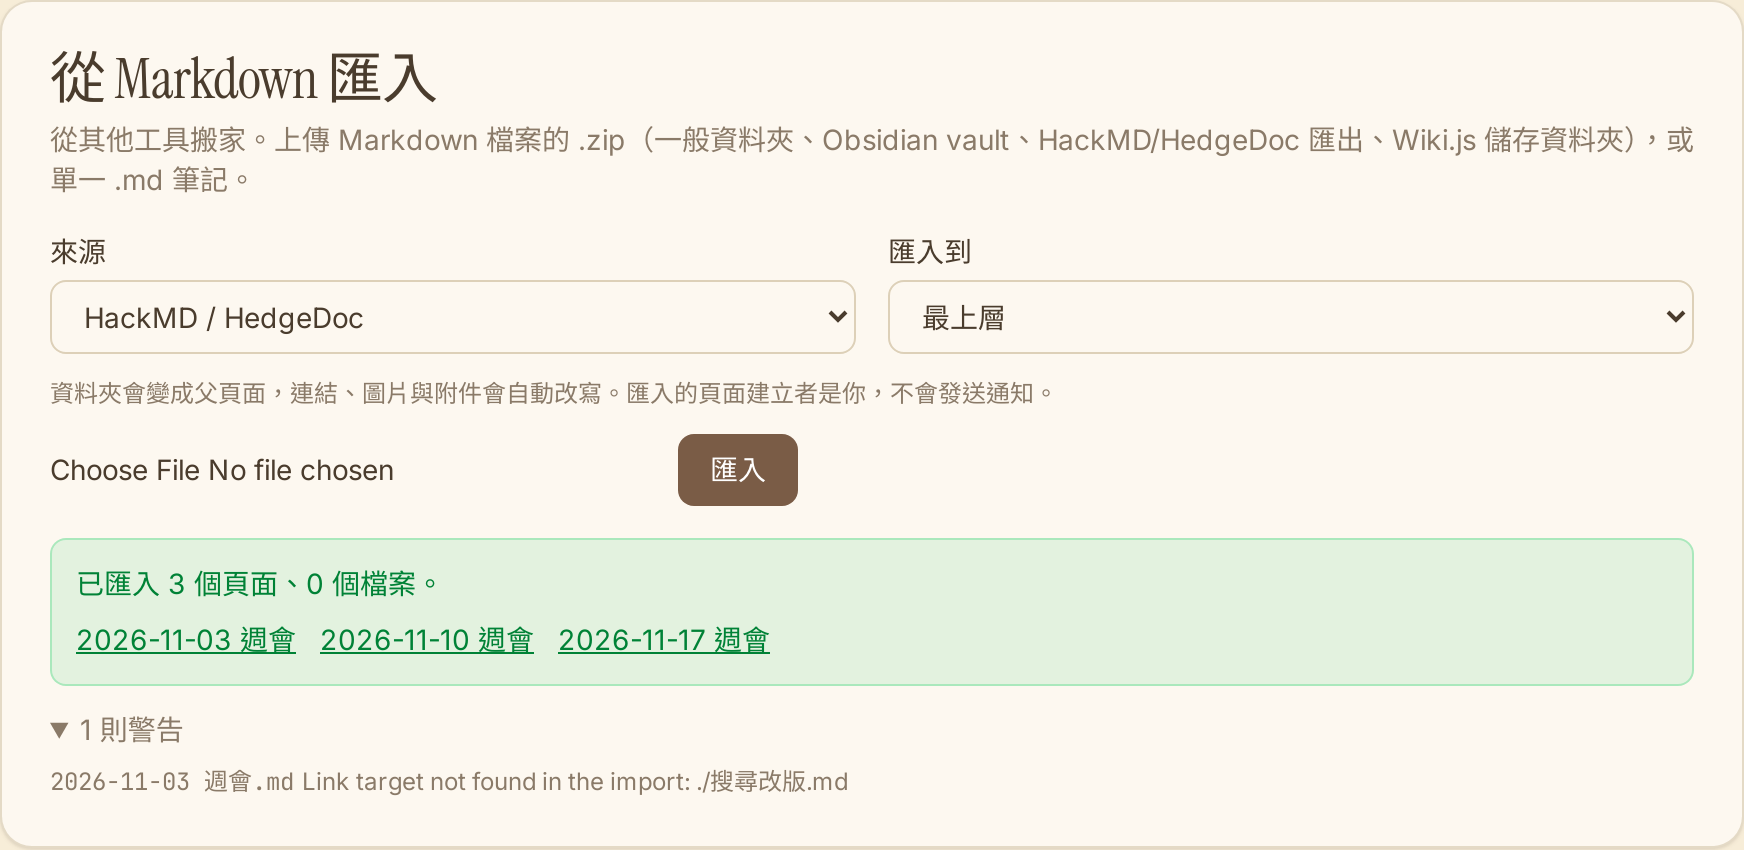 從 Markdown 匯入
從其他工具搬家。上傳 Markdown 檔案的 .zip（一般資料夾、Obsidian vault、HackMD/HedgeDoc 匯出、Wiki.js 儲存資料夾），或
單一 .md 筆記。
來源
匯入到
HackMD / HedgeDoc
最上層
資料夾會變成父頁面，連結、圖片與附件會自動改寫。匯入的頁面建立者是你，不會發送通知。
Choose File No file chosen
匯入
已匯入 3 個頁面、0 個檔案。
2026-11-03 週會 2026-11-10 週會 2026-11-17 週會
▼ 1 則警告
2026-11-03 週會.md Link target not found in the import: ./搜尋改版.md